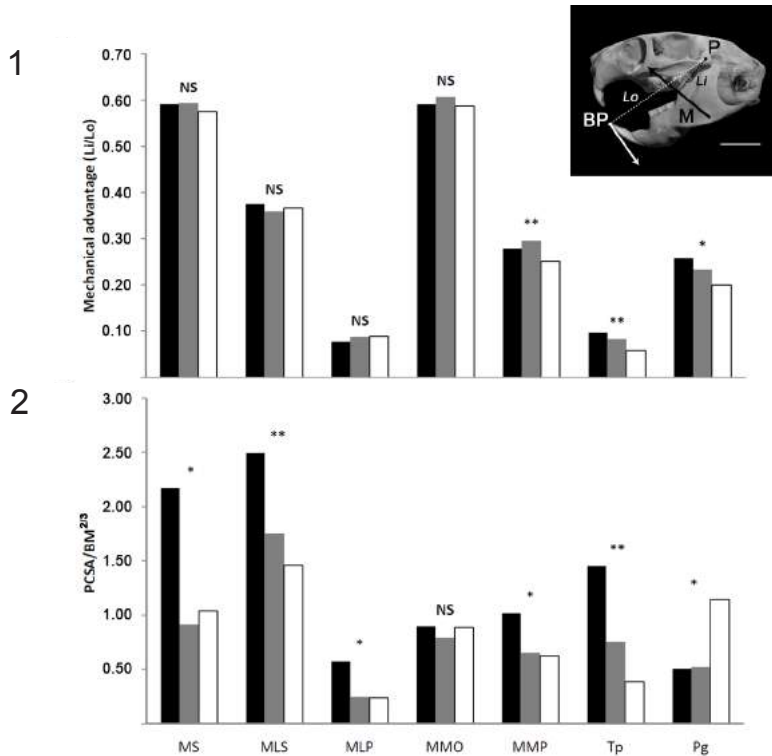 1
Mechanical advantage (Li/Lo)
0.70
0.60
0.50
0.40
0.30
0.20
0.10
NS
NS
NS
NS
**
**
*
P
Li
Lo
BP
M
2
PCSA/BM^2/3
3.00
2.50
2.00
1.50
1.00
0.50
*
**
*
NS
*
**
*
MS MLS MLP MMO MMP Tp Pg